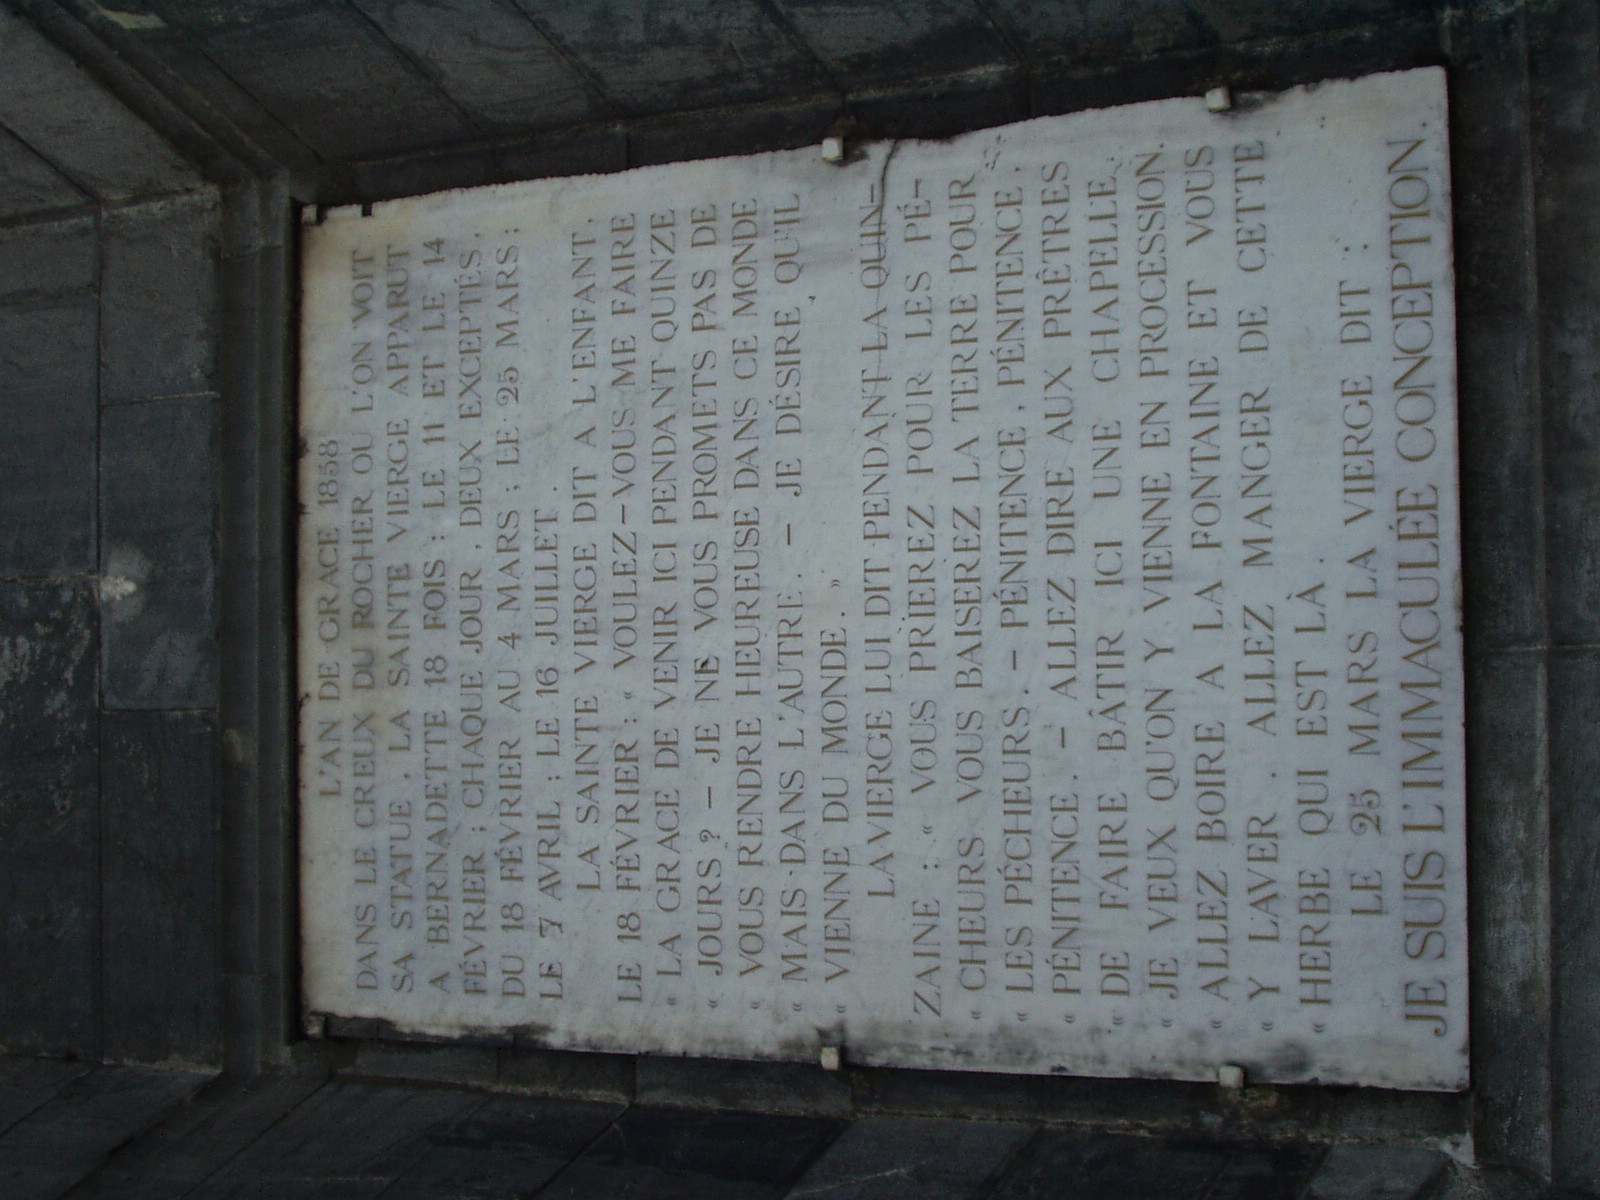 L'AN DE GRACE 1858
DANS LE CREUX DU ROCHER OU L'ON VOIT
SA STATUE, LA SAINTE VIERGE APPARUT
A BERNADETTE 18 FOIS : LE 11 ET LE 14
FÉVRIER ; CHAQUE JOUR, DEUX EXCEPTÉS,
DU 18 FÉVRIER AU 4 MARS ; LE 25 MARS ;
LE 7 AVRIL ; LE 16 JUILLET.
LA SAINTE VIERGE DIT A L'ENFANT,
LE 18 FÉVRIER : « VOULEZ-VOUS ME FAIRE
« LA GRACE DE VENIR ICI PENDANT QUINZE
« JOURS ? — JE NE VOUS PROMETS PAS DE
« VOUS RENDRE HEUREUSE DANS CE MONDE
« MAIS DANS L'AUTRE. — JE DÉSIRE QU'IL
« VIENNE DU MONDE. »
LA VIERGE LUI DIT PENDANT LA QUIN-
ZAINE : « VOUS PRIEREZ POUR LES PÉ-
« CHEURS VOUS BAISEREZ LA TERRE POUR
« LES PÉCHEURS. — PÉNITENCE, PÉNITENCE,
« PÉNITENCE. — ALLEZ DIRE AUX PRÊTRES
« DE FAIRE BÂTIR ICI UNE CHAPELLE.
« JE VEUX QU'ON Y VIENNE EN PROCESSION.
« ALLEZ BOIRE A LA FONTAINE ET VOUS
« Y LAVER. ALLEZ MANGER DE CETTE
« HERBE QUI EST LÀ.
LE 25 MARS LA VIERGE DIT :
JE SUIS L'IMMACULÉE CONCEPTION.